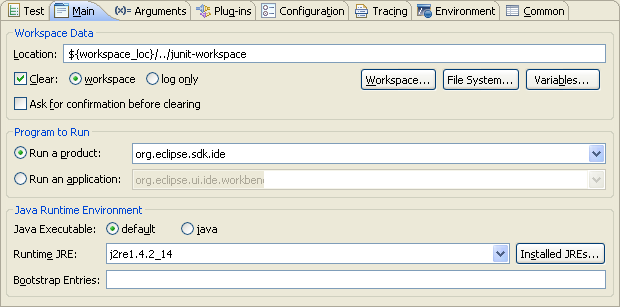 Test Main Arguments Plug-ins Configuration Tracing Environment Common
Workspace Data
Location: ${workspace_loc}/../junit-workspace
Clear: workspace log only Workspace... File System... Variables...
Ask for confirmation before clearing
Program to Run
Run a product: org.eclipse.sdk.ide
Run an application: org.eclipse.ui.ide.workbenc
Java Runtime Environment
Java Executable: default java
Runtime JRE: j2re1.4.2_14 Installed JREs...
Bootstrap Entries: